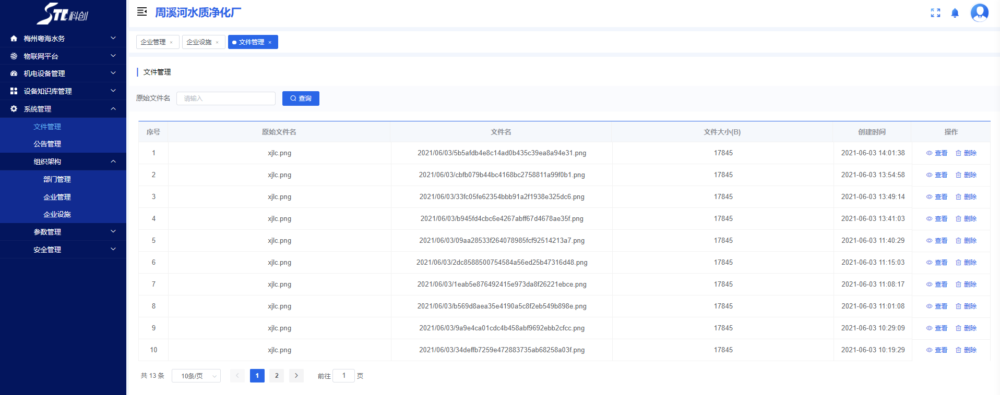 STC科创
梅州粤海水务
物联网平台
机电设备管理
设备知识库管理
系统管理
文件管理
公告管理
组织架构
部门管理
企业管理
企业设施
参数管理
安全管理
周溪河水质净化厂
企业管理 × 企业设施 × 文件管理 ×
文件管理
原始文件名 请输入 查询
序号 原始文件名 文件名 文件大小(B) 创建时间 操作
1 xjlc.png 2021/06/03/5b5afdb4e8c14ad0b435c39ea8a94e31.png 17845 2021-06-03 14:01:38 查看 删除
2 xjlc.png 2021/06/03/cbfb079b44bc4168bc2758811a99f0b1.png 17845 2021-06-03 13:54:58 查看 删除
3 xjlc.png 2021/06/03/33fc05fe62354bbb91a2f1938e325dc6.png 17845 2021-06-03 13:49:14 查看 删除
4 xjlc.png 2021/06/03/b945fd4cbc6e4267abff67d4678ae35f.png 17845 2021-06-03 13:41:03 查看 删除
5 xjlc.png 2021/06/03/09aa28533f264078985fcf92514213a7.png 17845 2021-06-03 11:40:29 查看 删除
6 xjlc.png 2021/06/03/2dc8588500754584a56ed25b47316d48.png 17845 2021-06-03 11:15:03 查看 删除
7 xjlc.png 2021/06/03/1eab5e876492415e973da8f26221ebce.png 17845 2021-06-03 11:08:17 查看 删除
8 xjlc.png 2021/06/03/b569d8aea35e4190a5c8f2eb549b898e.png 17845 2021-06-03 11:01:08 查看 删除
9 xjlc.png 2021/06/03/9a9e4ca01cdc4b458abf9692ebb2cfcc.png 17845 2021-06-03 10:29:09 查看 删除
10 xjlc.png 2021/06/03/34deffb7259e472883735ab68258a03f.png 17845 2021-06-03 10:19:29 查看 删除
共 13 条 10条/页 1 2 前往 1 页